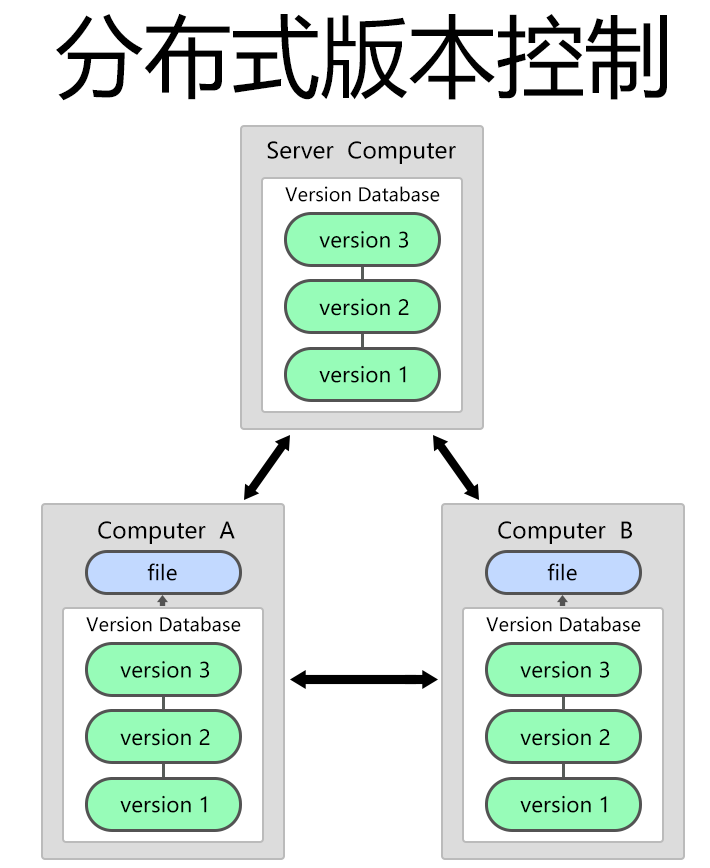 分布式版本控制
Server Computer
Version Database
version 3
version 2
version 1
Computer A
file
Version Database
version 3
version 2
version 1
Computer B
file
Version Database
version 3
version 2
version 1